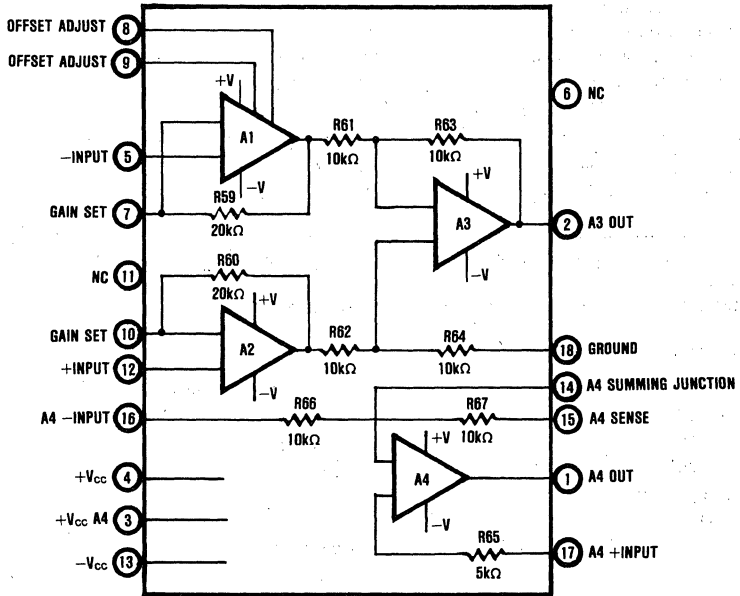 OFFSET ADJUST 8
OFFSET ADJUST 9
+V
A1
−V
−INPUT 5
GAIN SET 7
R59
20kΩ
R61
10kΩ
R63
10kΩ
6 NC
+V
A3
−V
2 A3 OUT
NC 11
R60
20kΩ
GAIN SET 10
+INPUT 12
+V
A2
−V
R62
10kΩ
R64
10kΩ
18 GROUND
14 A4 SUMMING JUNCTION
A4 −INPUT 16
R66
10kΩ
R67
10kΩ
15 A4 SENSE
+V
A4
−V
1 A4 OUT
+Vcc 4
+Vcc A4 3
−Vcc 13
R65
5kΩ
17 A4 +INPUT